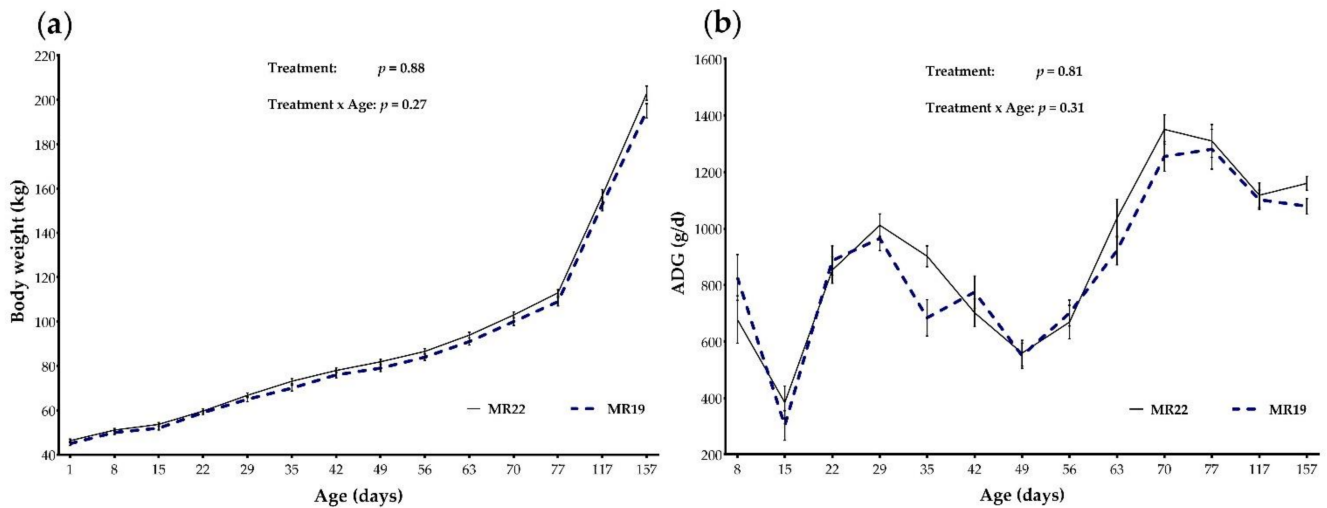 (a)
220
200
180
160
140
120
100
80
60
40
Body weight (kg)
Treatment: p = 0.88
Treatment x Age: p = 0.27
MR22 MR19
1 8 15 22 29 35 42 49 56 63 70 77 117 157
Age (days)
(b)
1600
1400
1200
1000
800
600
400
200
ADG (g/d)
Treatment: p = 0.81
Treatment x Age: p = 0.31
MR22 MR19
8 15 22 29 35 42 49 56 63 70 77 117 157
Age (days)